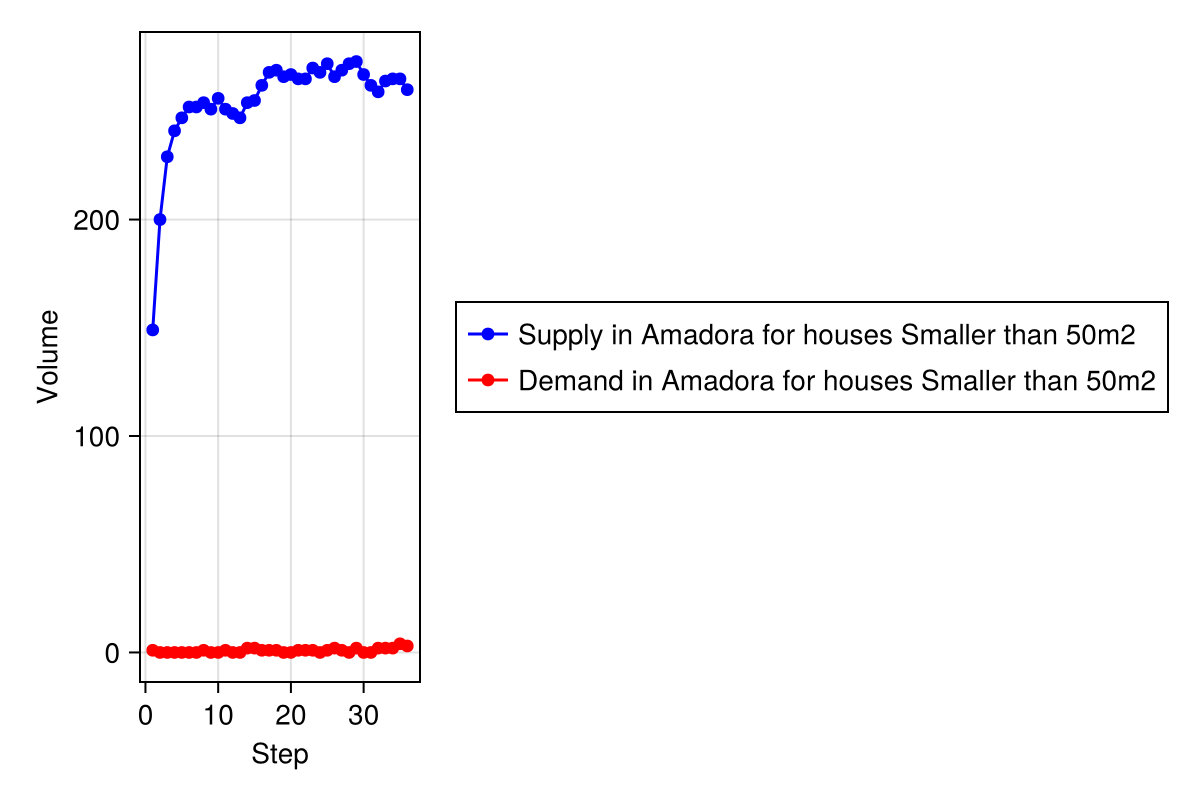 Volume
200
100
0
0 10 20 30
Step
Supply in Amadora for houses Smaller than 50m2
Demand in Amadora for houses Smaller than 50m2